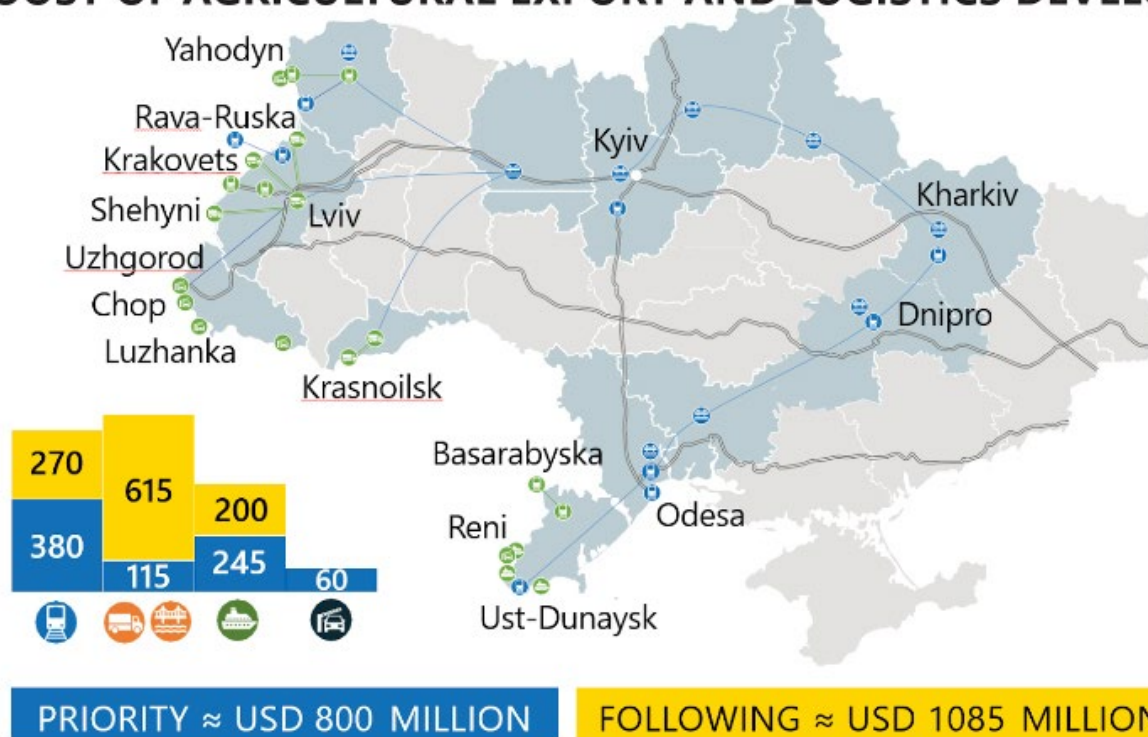 Yahodyn
Rava-Ruska
Krakovets
Kyiv
Kharkiv
Shehyni
Lviv
Uzhgorod
Chop
Dnipro
Luzhanka
Krasnoilsk
Basarabyska
Reni
Odesa
Ust-Dunaysk
270
615
200
380
115
245
60
PRIORITY ≈ USD 800 MILLION
FOLLOWING ≈ USD 1085 MILLION